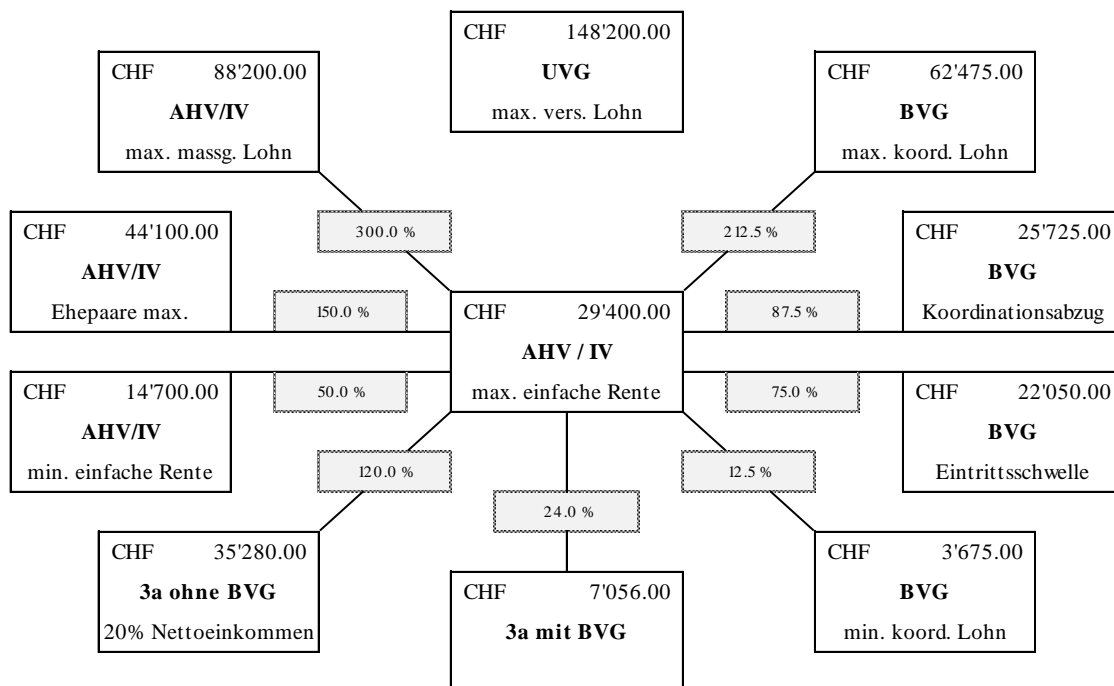 CHF 148'200.00
UVG
max. vers. Lohn
CHF 88'200.00
AHV/IV
max. massg. Lohn
CHF 62'475.00
BVG
max. koord. Lohn
300.0 %
212.5 %
CHF 44'100.00
AHV/IV
Ehepaare max.
150.0 %
CHF 29'400.00
AHV / IV
max. einfache Rente
87.5 %
CHF 25'725.00
BVG
Koordinationsabzug
CHF 14'700.00
AHV/IV
min. einfache Rente
50.0 %
75.0 %
CHF 22'050.00
BVG
Eintrittsschwelle
120.0 %
24.0 %
12.5 %
CHF 35'280.00
3a ohne BVG
20% Nettoeinkommen
CHF 7'056.00
3a mit BVG
CHF 3'675.00
BVG
min. koord. Lohn